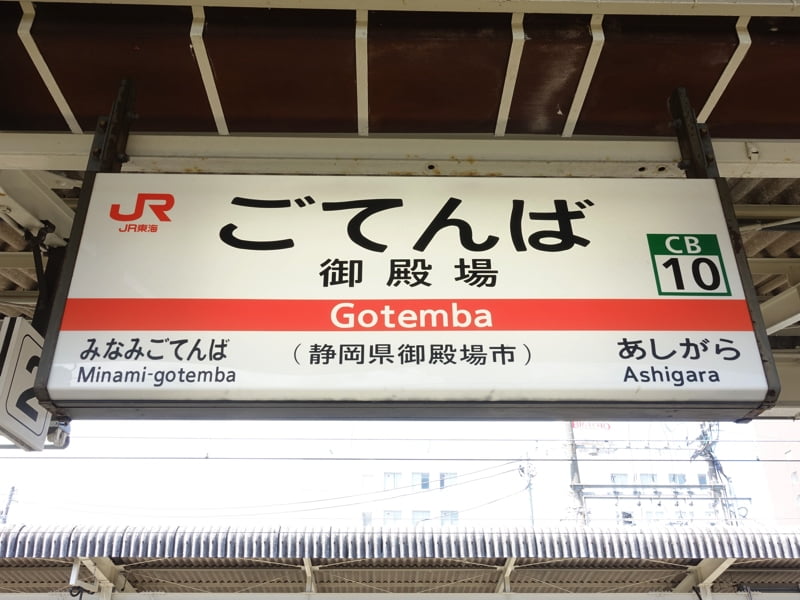 JR
JR東海
ごてんば
御殿場
CB
10
Gotemba
みなみごてんば
Minami-gotemba
（静岡県御殿場市）
あしがら
Ashigara
2